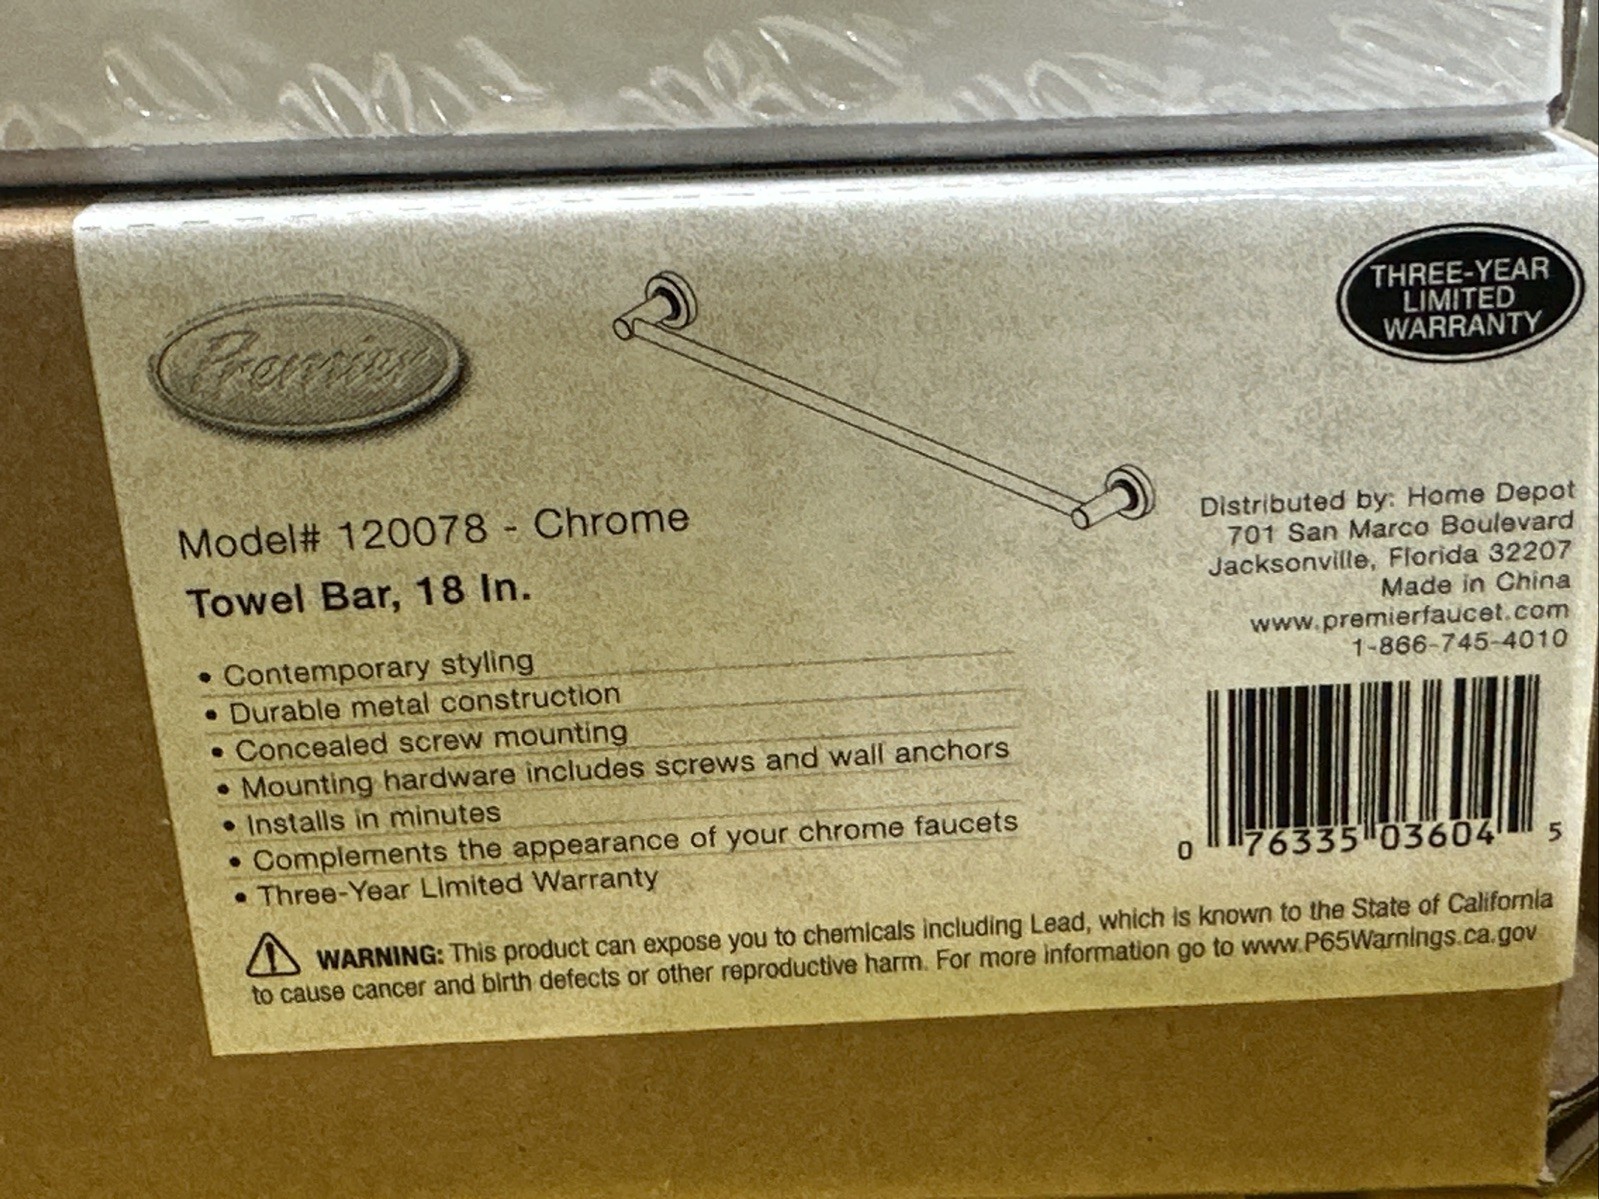 Premier
THREE-YEAR
LIMITED
WARRANTY
Model# 120078 - Chrome
Towel Bar, 18 In.
• Contemporary styling
• Durable metal construction
• Concealed screw mounting
• Mounting hardware includes screws and wall anchors
• Installs in minutes
• Complements the appearance of your chrome faucets
• Three-Year Limited Warranty
Distributed by: Home Depot
701 San Marco Boulevard
Jacksonville, Florida 32207
Made in China
www.premierfaucet.com
1-866-745-4010
0 76335 03604 5
WARNING: This product can expose you to chemicals including Lead, which is known to the State of California
to cause cancer and birth defects or other reproductive harm. For more information go to www.P65Warnings.ca.gov